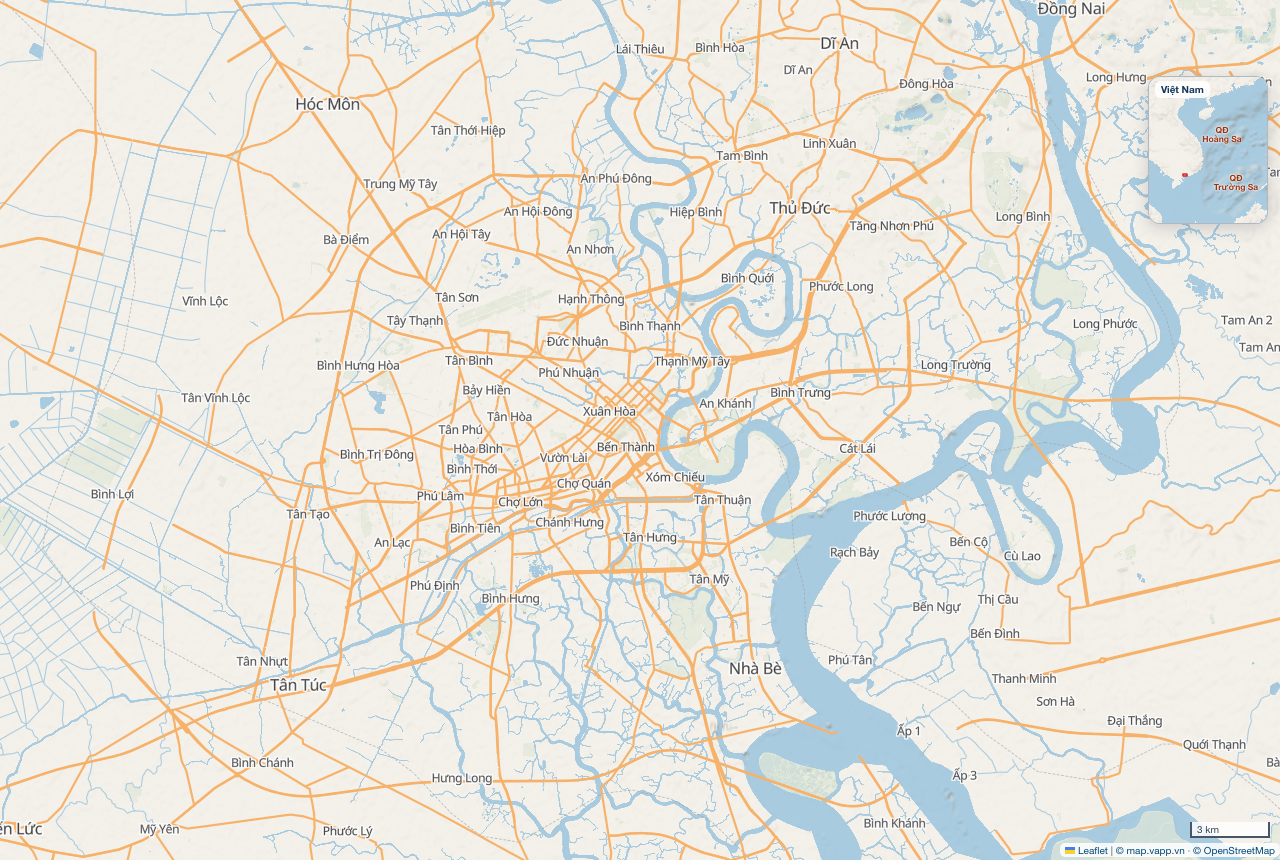 Đồng Nai
Dĩ An
Lái Thiêu
Bình Hòa
Dĩ An
Long Hưng
Đông Hòa
Việt Nam
Hóc Môn
Tân Thới Hiệp
QĐ
Hoàng Sa
Linh Xuân
Tam Bình
An Phú Đông
Trung Mỹ Tây
QĐ
Trường Sa
Thủ Đức
An Hội Đông
Hiệp Bình
Long Bình
Tăng Nhơn Phú
An Hội Tây
Bà Điểm
An Nhơn
Bình Quới
Phước Long
Tân Sơn
Hạnh Thông
Vĩnh Lộc
Tây Thạnh
Bình Thạnh
Long Phước
Tam An 2
Đức Nhuận
Tam An
Bình Hưng Hòa
Tân Bình
Thạnh Mỹ Tây
Long Trường
Phú Nhuận
Bảy Hiền
Bình Trưng
Tân Vĩnh Lộc
An Khánh
Xuân Hòa
Tân Hòa
Tân Phú
Hòa Bình
Bến Thành
Cát Lái
Bình Trị Đông
Vườn Lài
Bình Thới
Xóm Chiếu
Chợ Quán
Bình Lợi
Phú Lâm
Chợ Lớn
Tân Thuận
Tân Tạo
Phước Lương
Chánh Hưng
Bình Tiên
Tân Hưng
An Lạc
Bến Cộ
Rạch Bảy
Cù Lao
Phú Định
Tân Mỹ
Bình Hưng
Thị Cầu
Bến Ngự
Bến Đình
Tân Nhựt
Phú Tân
Nhà Bè
Thanh Minh
Tân Túc
Sơn Hà
Đại Thắng
Ấp 1
Quới Thạnh
Bình Chánh
Bà
Ấp 3
Hưng Long
Bình Khánh
Mỹ Yên
Phước Lý
ến Lức
3 km
Leaflet | © map.vapp.vn · © OpenStreetMap